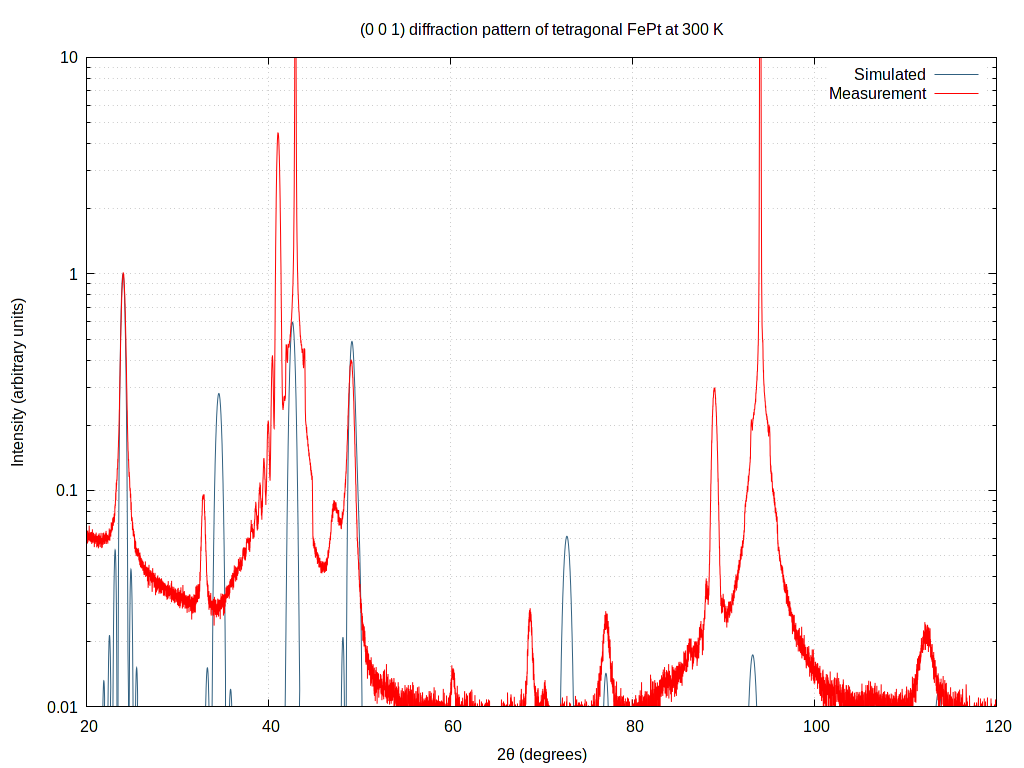 (0 0 1) diffraction pattern of tetragonal FePt at 300 K
Simulated
Measurement
10
1
0.1
0.01
Intensity (arbitrary units)
20 40 60 80 100 120
2θ (degrees)